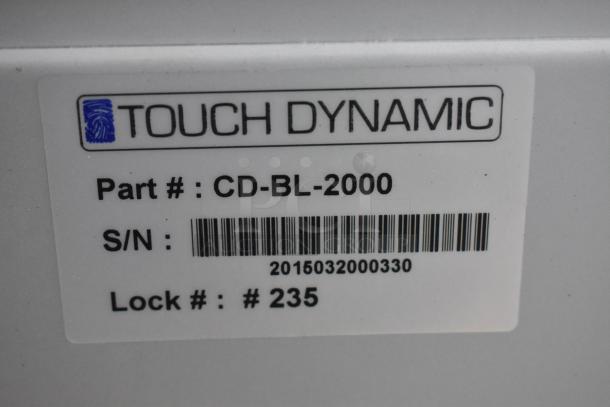 TOUCH DYNAMIC
Part # : CD-BL-2000
S/N :
2015032000330
Lock # : # 235